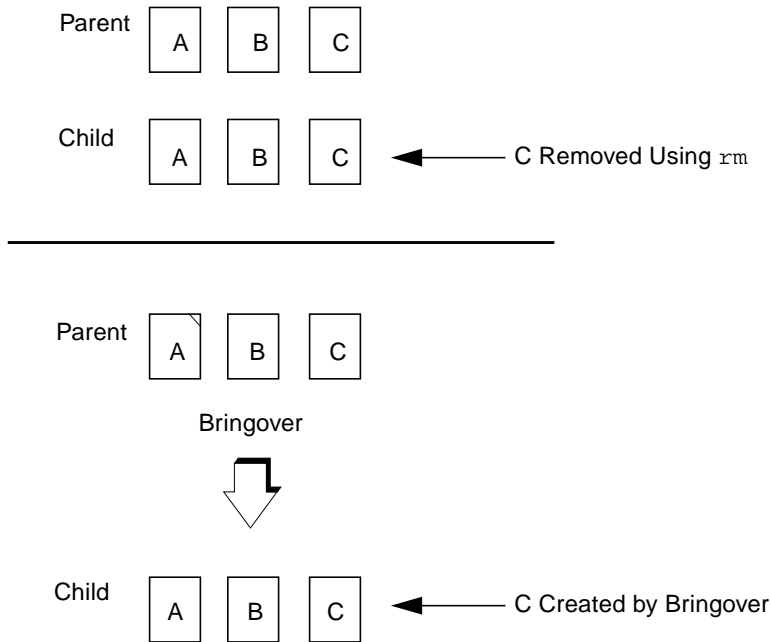 Parent A B C
Child A B C C Removed Using rm
Parent A B C
Bringover
Child A B C C Created by Bringover